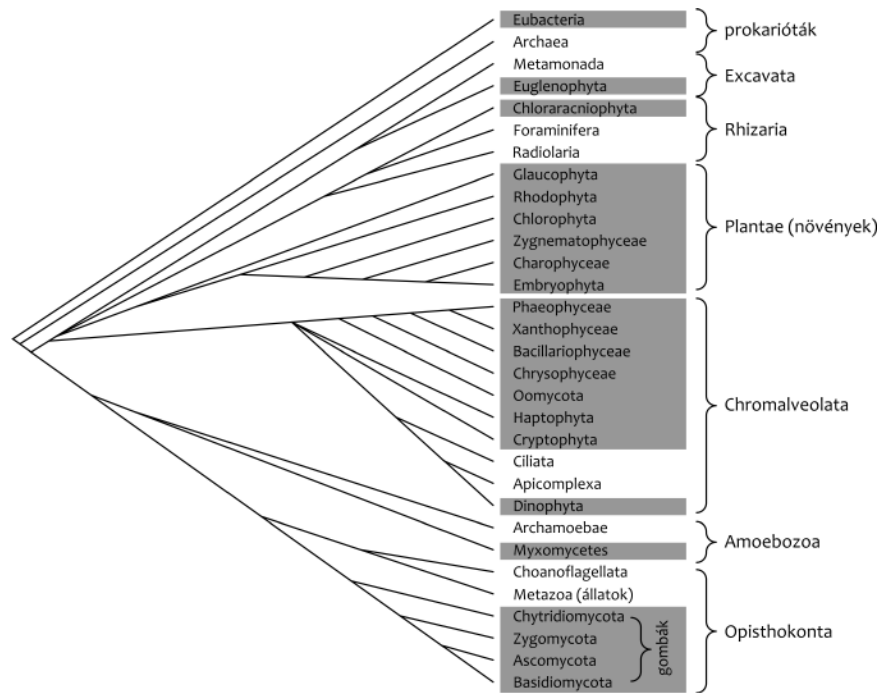 Eubacteria
Archaea
prokarióták
Metamonada
Euglenophyta
Excavata
Chloraracniophyta
Foraminifera
Radiolaria
Rhizaria
Glaucophyta
Rhodophyta
Chlorophyta
Zygnematophyceae
Charophyceae
Embryophyta
Plantae (növények)
Phaeophyceae
Xanthophyceae
Bacillariophyceae
Chrysophyceae
Oomycota
Haptophyta
Cryptophyta
Ciliata
Apicomplexa
Dinophyta
Chromalveolata
Archamoebae
Myxomycetes
Amoebozoa
Choanoflagellata
Metazoa (állatok)
Chytridiomycota
Zygomycota
Ascomycota
Basidiomycota
gombák
Opisthokonta